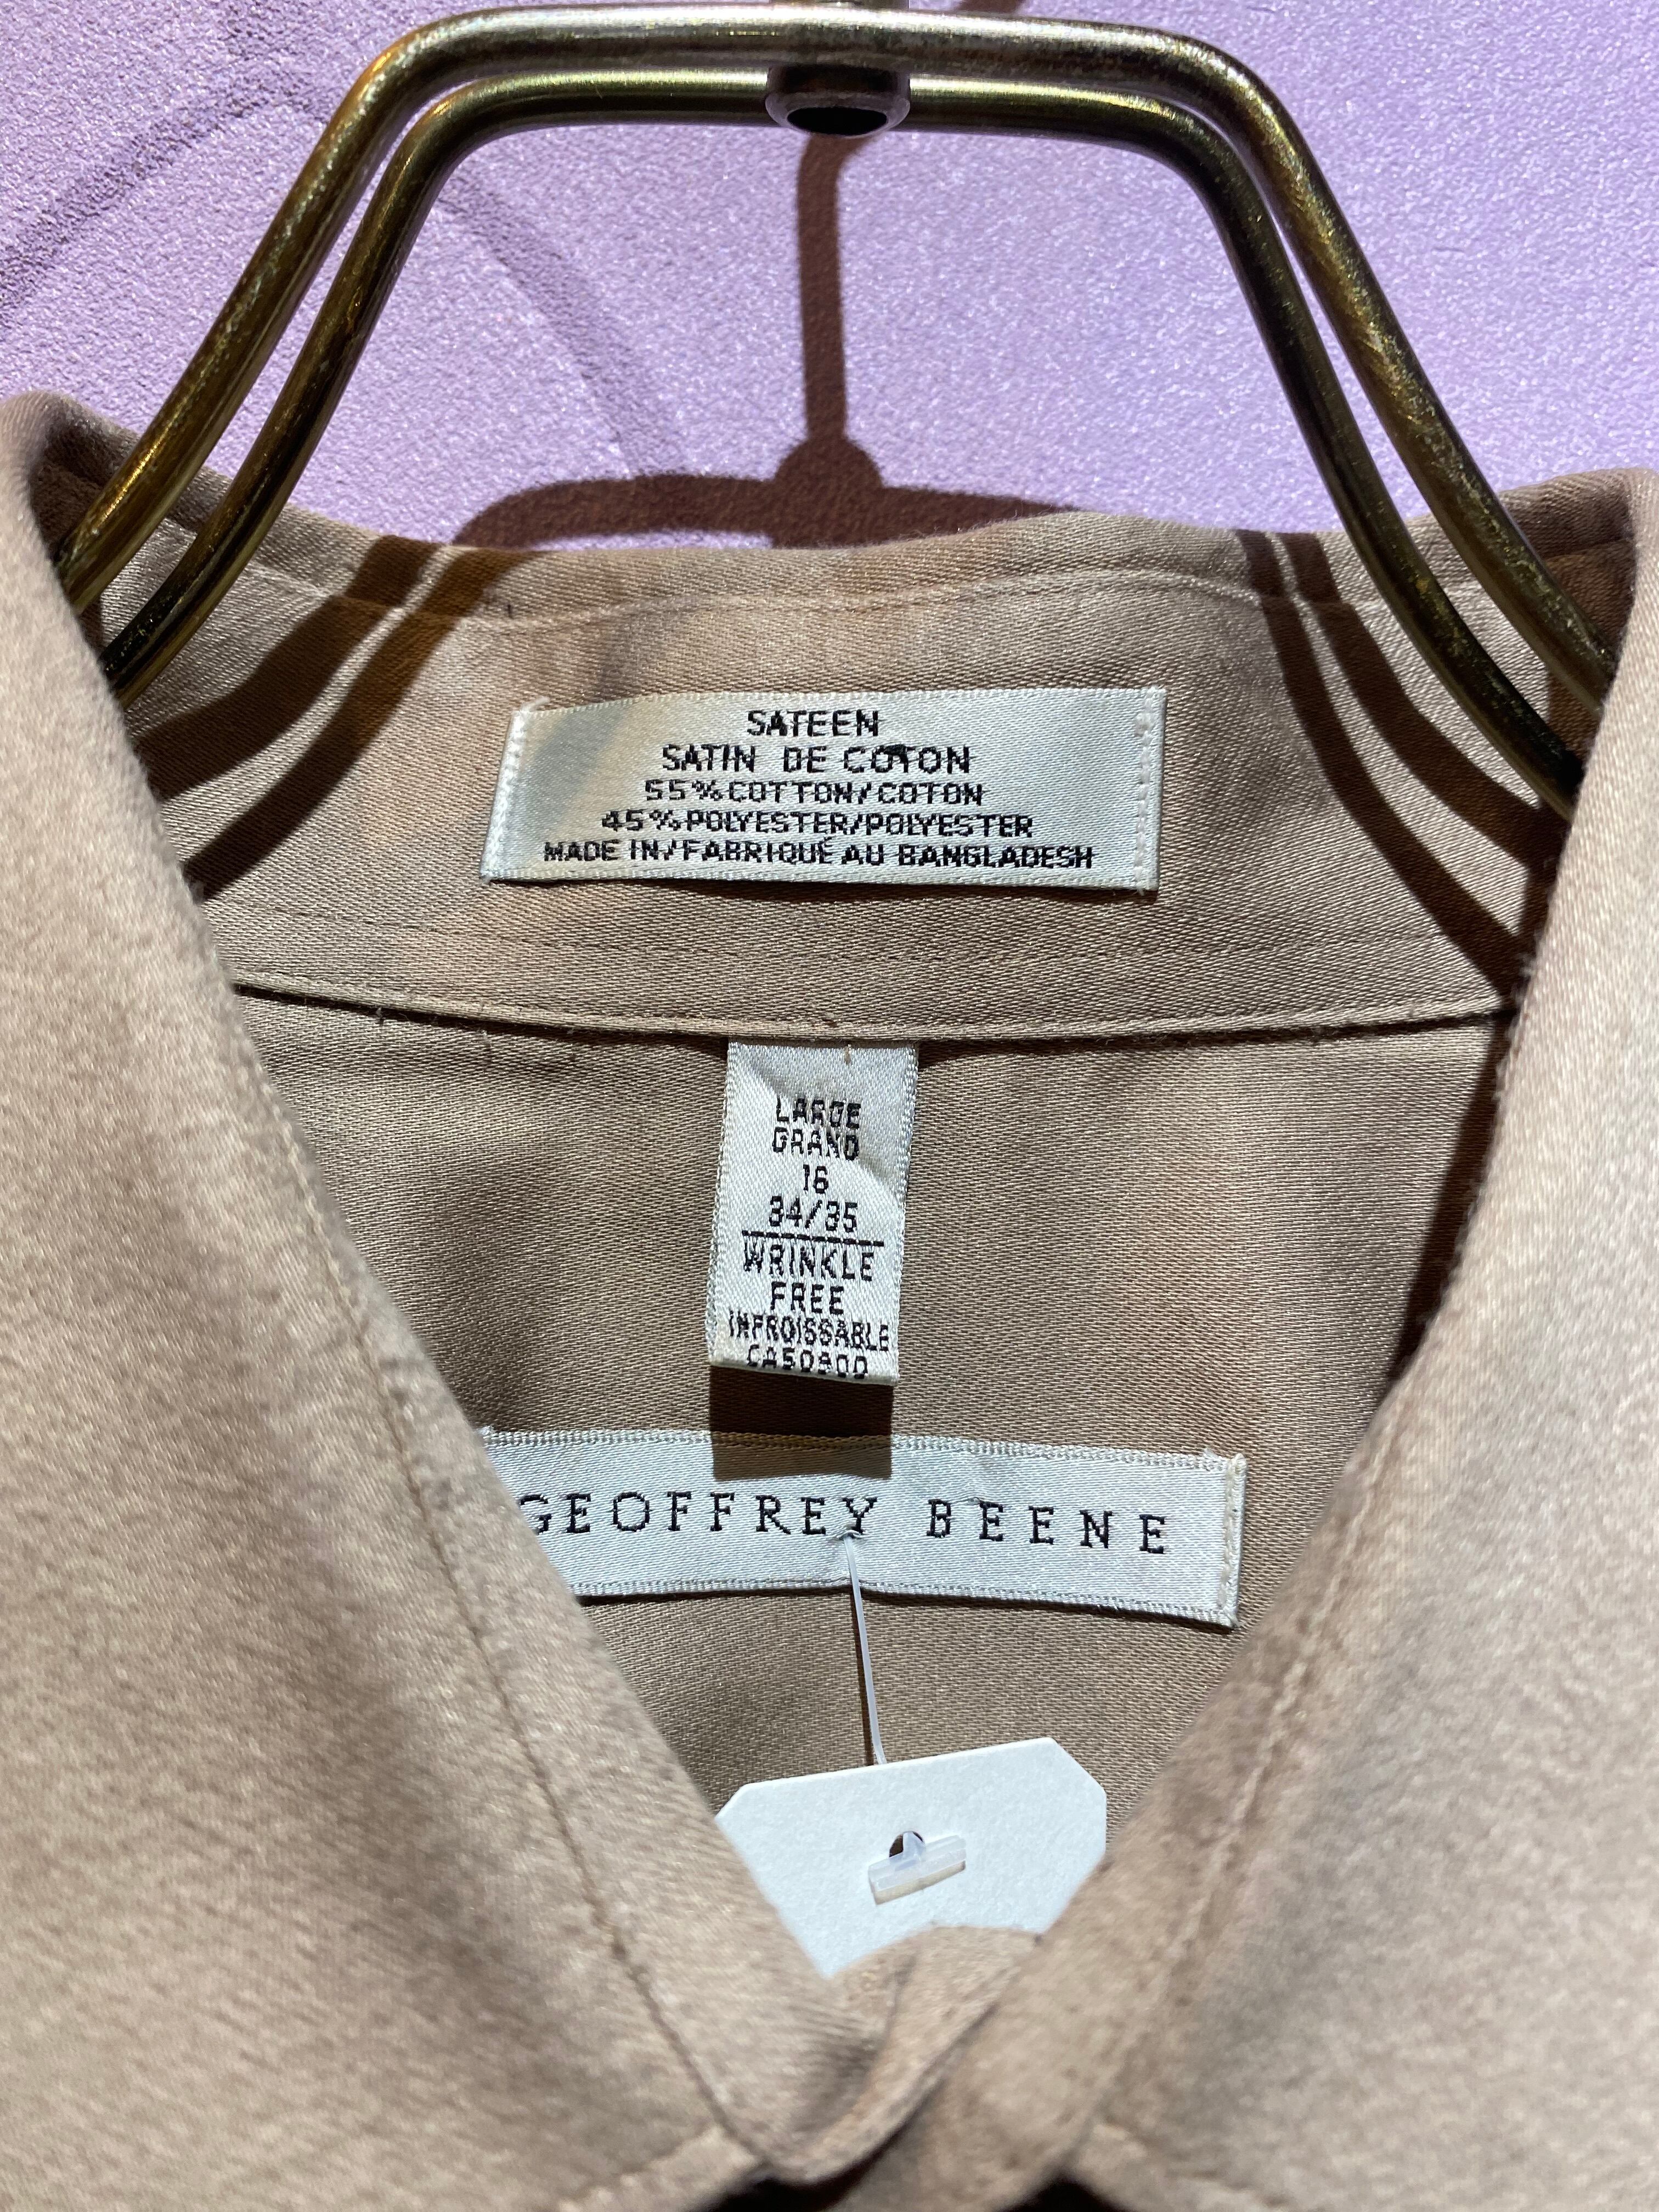 SATEEN
SATIN DE COTON
55%COTTON/COTON
45%POLYESTER/POLYESTER
MADE IN/FABRIQUÉ AU BANGLADESH
LARGE
GRAND
16
34/35
WRINKLE
FREE
INFROISSABLE
CA50900
GEOFFREY BEENE